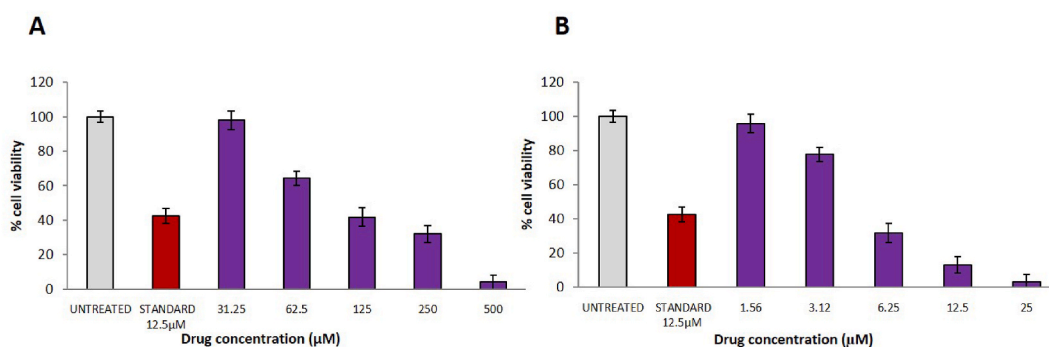 A
120
100
80
60
40
20
0
% cell viability
UNTREATED STANDARD 31.25 62.5 125 250 500
12.5µM
Drug concentration (µM)
B
120
100
80
60
40
20
0
% cell viability
UNTREATED STANDARD 1.56 3.12 6.25 12.5 25
12.5µM
Drug concentration (µM)